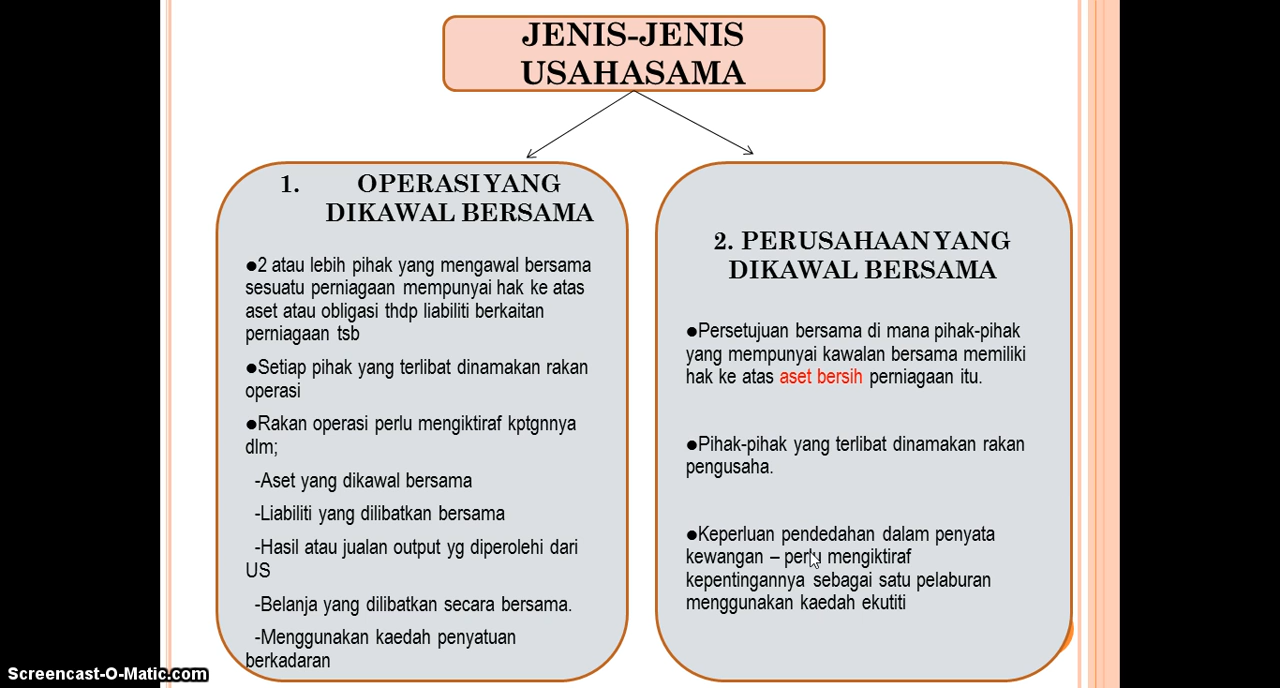 JENIS-JENIS
USAHASAMA
1. OPERASI YANG
DIKAWAL BERSAMA
●2 atau lebih pihak yang mengawal bersama
sesuatu perniagaan mempunyai hak ke atas
aset atau obligasi thdp liabiliti berkaitan
perniagaan tsb
●Setiap pihak yang terlibat dinamakan rakan
operasi
●Rakan operasi perlu mengiktiraf kptgnnya
dlm;
-Aset yang dikawal bersama
-Liabiliti yang dilibatkan bersama
-Hasil atau jualan output yg diperolehi dari
US
-Belanja yang dilibatkan secara bersama.
-Menggunakan kaedah penyatuan
berkadaran
2. PERUSAHAAN YANG
DIKAWAL BERSAMA
●Persetujuan bersama di mana pihak-pihak
yang mempunyai kawalan bersama memiliki
hak ke atas aset bersih perniagaan itu.
●Pihak-pihak yang terlibat dinamakan rakan
pengusaha.
●Keperluan pendedahan dalam penyata
kewangan – perlu mengiktiraf
kepentingannya sebagai satu pelaburan
menggunakan kaedah ekutiti
Screencast-O-Matic.com